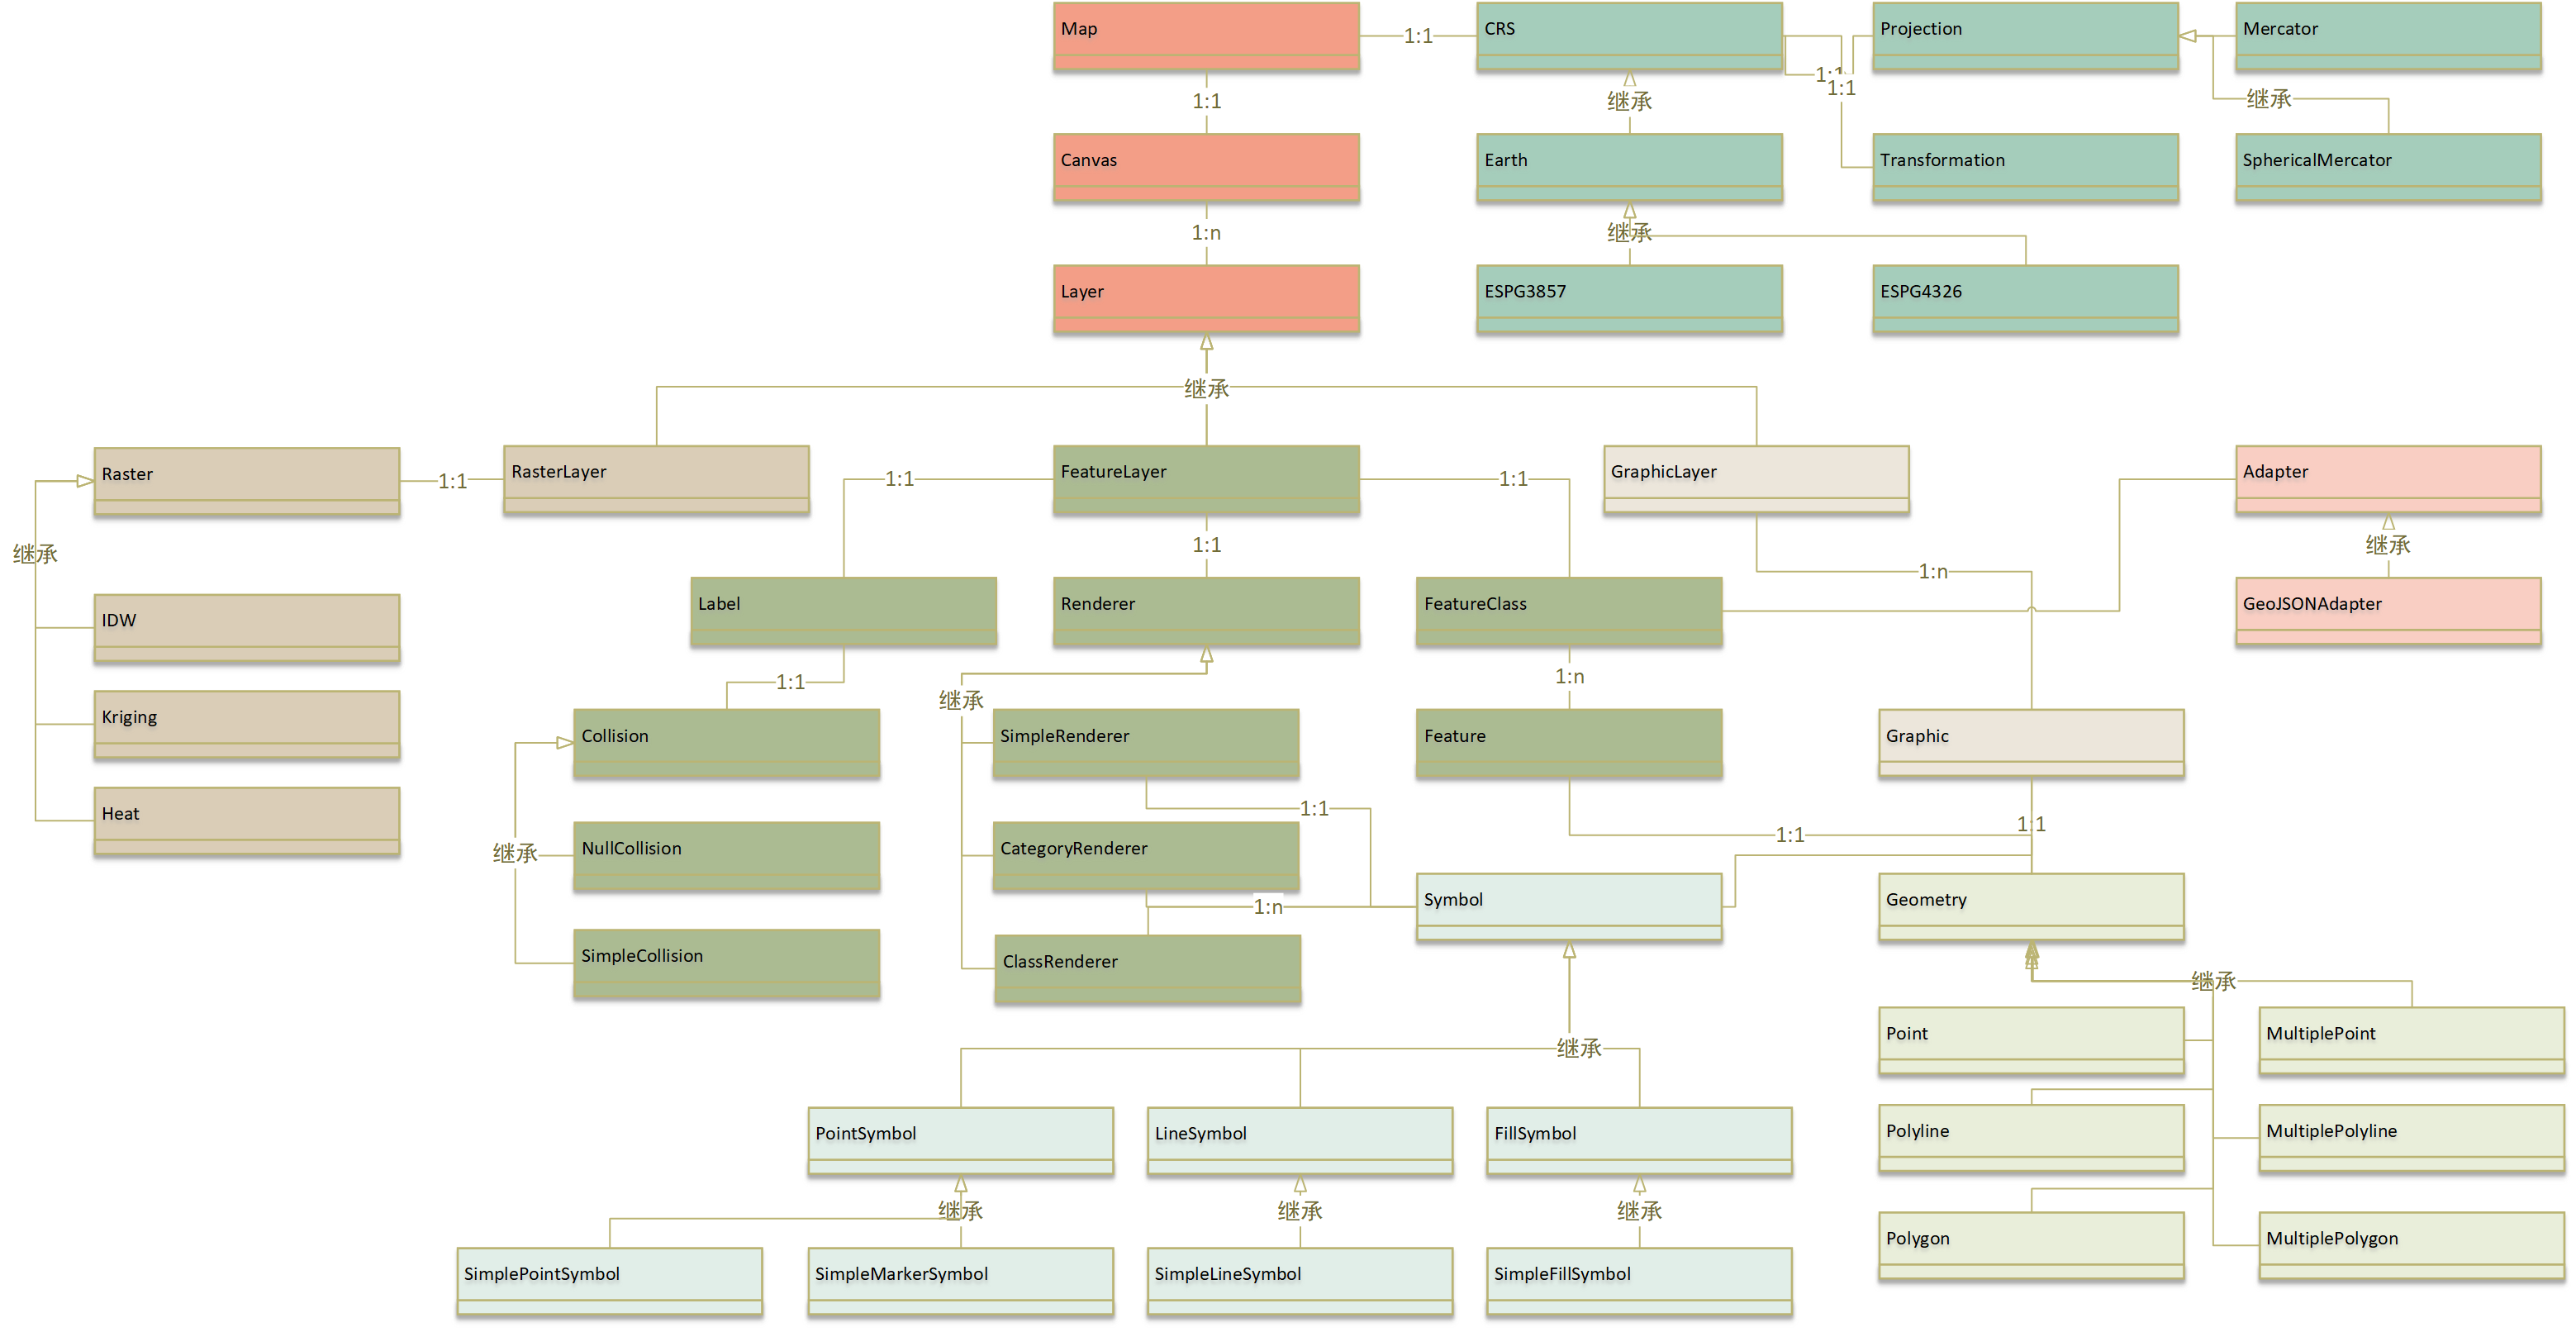 Map
1:1
CRS
Projection
Mercator
1:1
1:1
1:1
继承
继承
Canvas
Earth
Transformation
SphericalMercator
1:n
继承
Layer
ESPG3857
ESPG4326
继承
Raster
1:1
RasterLayer
1:1
FeatureLayer
1:1
GraphicLayer
Adapter
继承
1:1
继承
1:n
IDW
Label
Renderer
FeatureClass
GeoJSONAdapter
1:1
继承
1:n
Kriging
Collision
SimpleRenderer
Feature
Graphic
Heat
1:1
1:1
1:1
继承
NullCollision
CategoryRenderer
1:n
Symbol
Geometry
SimpleCollision
ClassRenderer
继承
继承
Point
MultiplePoint
PointSymbol
LineSymbol
FillSymbol
Polyline
MultiplePolyline
继承
继承
继承
Polygon
MultiplePolygon
SimplePointSymbol
SimpleMarkerSymbol
SimpleLineSymbol
SimpleFillSymbol